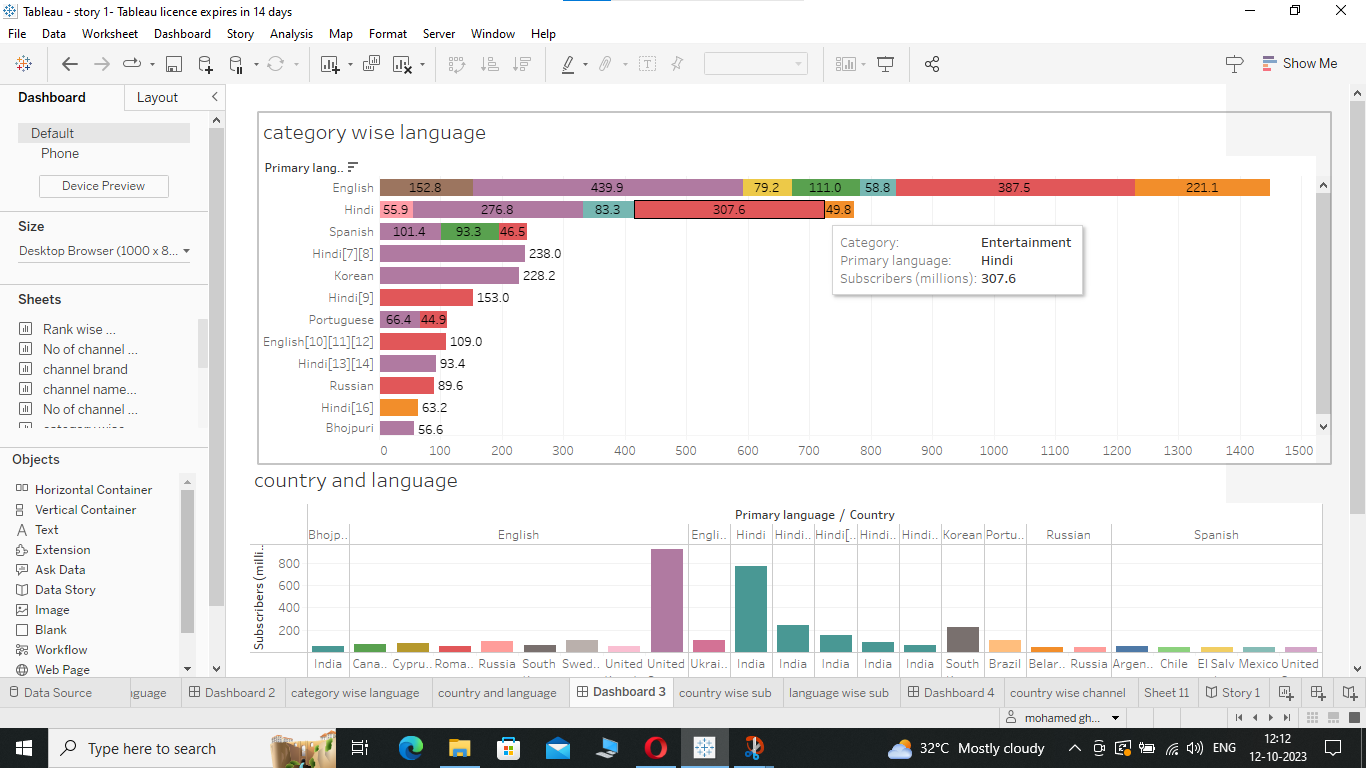 Tableau - story 1- Tableau licence expires in 14 days
File Data Worksheet Dashboard Story Analysis Map Format Server Window Help
Show Me
Dashboard Layout
Default
Phone
Device Preview
Size
Desktop Browser (1000 x 8...
Sheets
Rank wise ...
No of channel ...
channel brand
channel name...
No of channel ...
category wise
Objects
Horizontal Container
Vertical Container
Text
Extension
Ask Data
Data Story
Image
Blank
Workflow
Web Page
category wise language
Primary lang..
English 152.8 439.9 79.2 111.0 58.8 387.5 221.1
Hindi 55.9 276.8 83.3 307.6 49.8
Spanish 101.4 93.3 46.5
Hindi[7][8] 238.0
Korean 228.2
Hindi[9] 153.0
Portuguese 66.4 44.9
English[10][11][12] 109.0
Hindi[13][14] 93.4
Russian 89.6
Hindi[16] 63.2
Bhojpuri 56.6
0 100 200 300 400 500 600 700 800 900 1000 1100 1200 1300 1400 1500
Category: Entertainment
Primary language: Hindi
Subscribers (millions): 307.6
country and language
Primary language / Country
Bhojp.. English Engli.. Hindi Hindi.. Hindi[.. Hindi.. Hindi.. Korean Portu.. Russian Spanish
Subscribers (milli..
800
600
400
200
India Cana.. Cypru.. Roma.. Russia South Swed.. United United Ukrai.. India India India India India South Brazil Belar.. Russia Argen.. Chile El Salv Mexico United
Data Source nguage Dashboard 2 category wise language country and language Dashboard 3 country wise sub language wise sub Dashboard 4 country wise channel Sheet 11 Story 1
mohamed gh...
Type here to search
32°C Mostly cloudy
ENG
12:12
12-10-2023